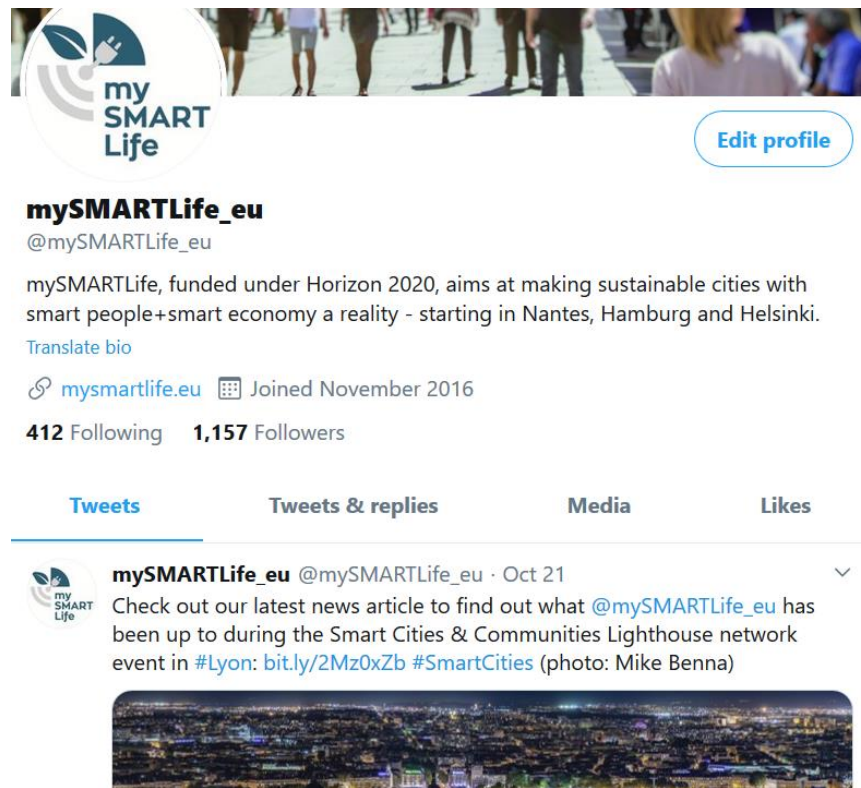 my
SMART
Life
Edit profile
mySMARTLife_eu
@mySMARTLife_eu
mySMARTLife, funded under Horizon 2020, aims at making sustainable cities with
smart people+smart economy a reality - starting in Nantes, Hamburg and Helsinki.
Translate bio
mysmartlife.eu Joined November 2016
412 Following 1,157 Followers
Tweets Tweets & replies Media Likes
my
SMART
Life
mySMARTLife_eu @mySMARTLife_eu · Oct 21
Check out our latest news article to find out what @mySMARTLife_eu has
been up to during the Smart Cities & Communities Lighthouse network
event in #Lyon: bit.ly/2Mz0xZb #SmartCities (photo: Mike Benna)